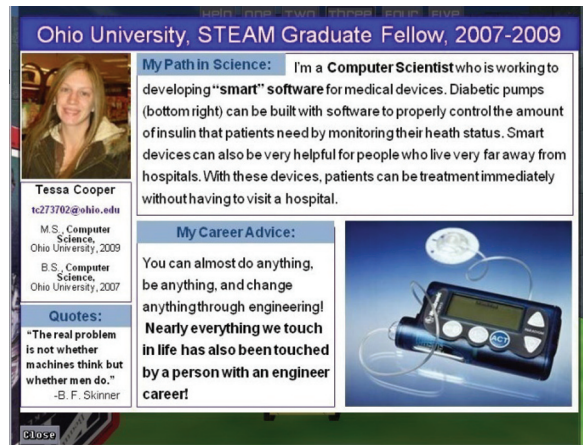 Help one Two Three Four Five
Ohio University, STEAM Graduate Fellow, 2007-2009
My Path in Science: I'm a Computer Scientist who is working to
developing "smart" software for medical devices. Diabetic pumps
(bottom right) can be built with software to properly control the amount
of insulin that patients need by monitoring their heath status. Smart
devices can also be very helpful for people who live very far away from
hospitals. With these devices, patients can be treatment immediately
without having to visit a hospital.
Tessa Cooper
tc273702@ohio.edu
M.S., Computer
Science,
Ohio University, 2009
B.S., Computer
Science,
Ohio University, 2007
Quotes:
"The real problem
is not whether
machines think but
whether men do."
-B. F. Skinner
My Career Advice:
You can almost do anything,
be anything, and change
anything through engineering!
Nearly everything we touch
in life has also been touched
by a person with an engineer
career!
ACT
Close